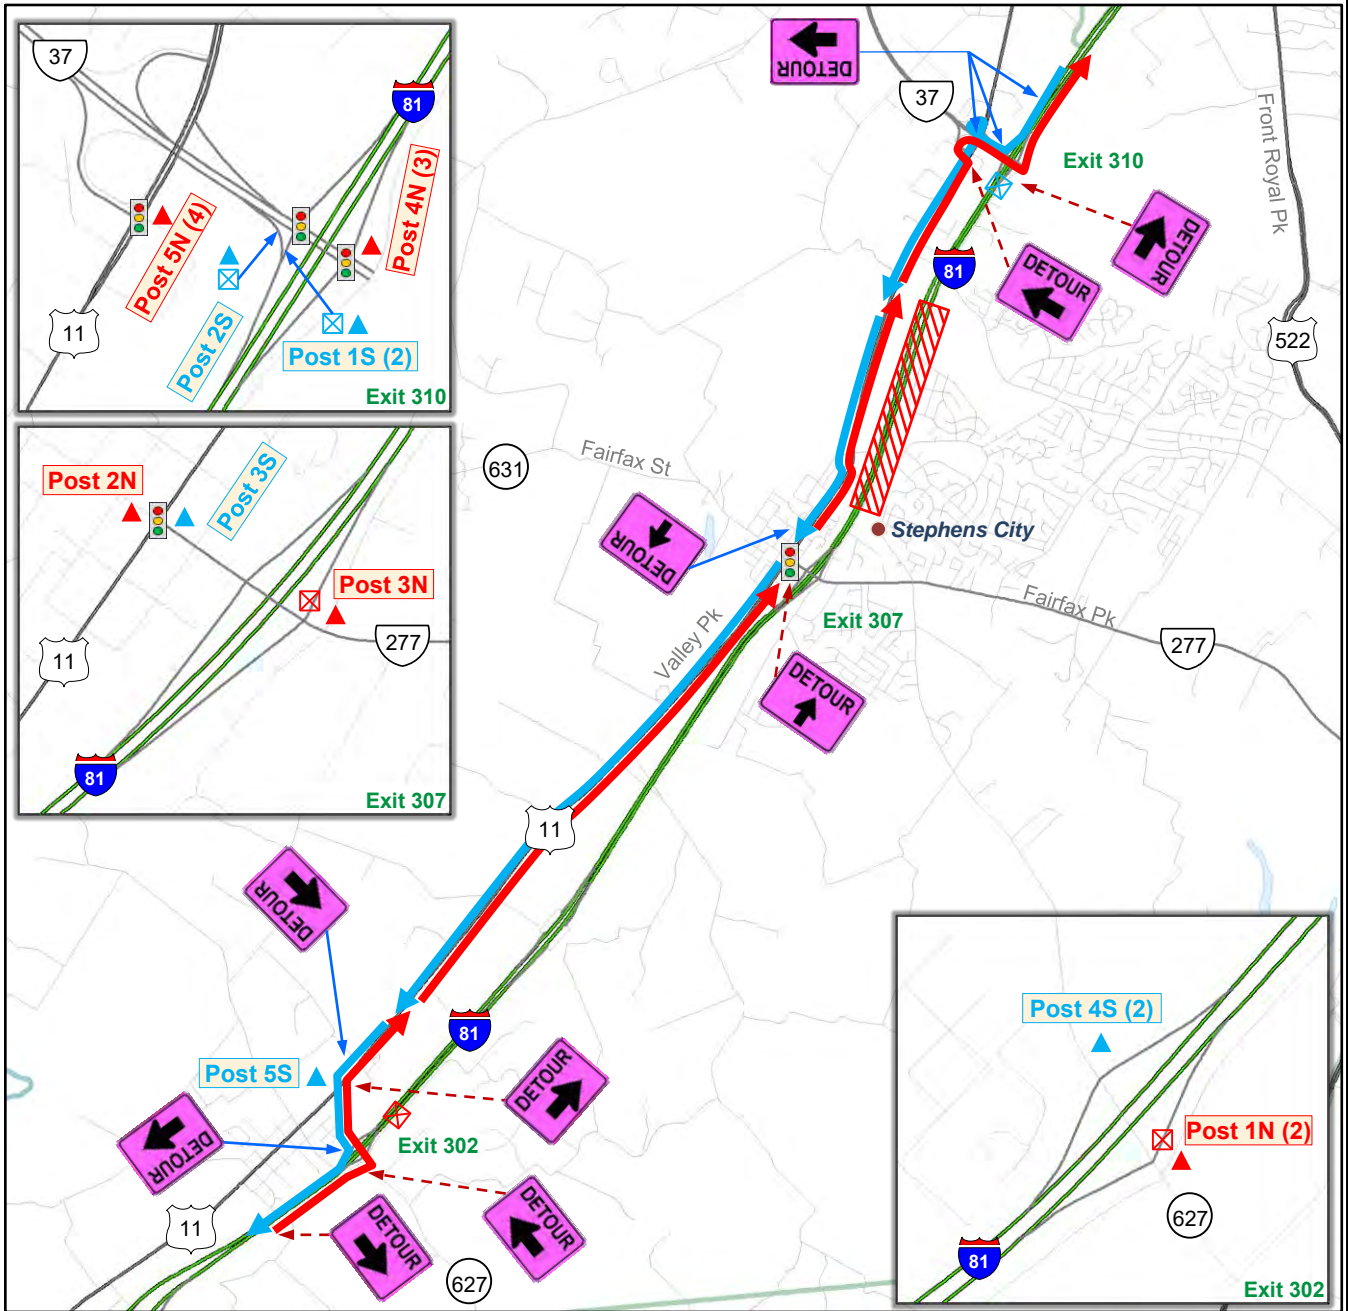 37
81
Post 5N (4)
Post 4N (3)
11
Post 2S
Post 1S (2)
Exit 310
Post 2N
Post 3S
Post 3N
277
11
81
Exit 307
DETOUR
37
Front Royal Pk
Exit 310
DETOUR
DETOUR
81
522
Fairfax St
631
DETOUR
Stephens City
Fairfax Pk
Exit 307
277
Valley Pk
DETOUR
11
DETOUR
81
Post 5S
DETOUR
DETOUR
Exit 302
DETOUR
DETOUR
11
627
Post 4S (2)
Post 1N (2)
627
81
Exit 302